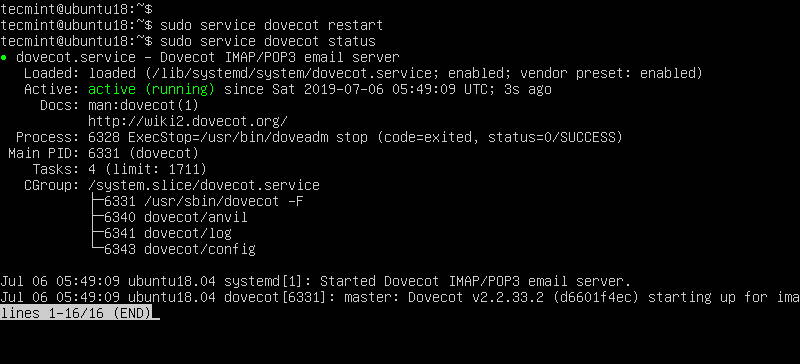 tecmint@ubuntu18:~$
tecmint@ubuntu18:~$ sudo service dovecot restart
tecmint@ubuntu18:~$ sudo service dovecot status
● dovecot.service - Dovecot IMAP/POP3 email server
Loaded: loaded (/lib/systemd/system/dovecot.service; enabled; vendor preset: enabled)
Active: active (running) since Sat 2019-07-06 05:49:09 UTC; 3s ago
Docs: man:dovecot(1)
http://wiki2.dovecot.org/
Process: 6328 ExecStop=/usr/bin/doveadm stop (code=exited, status=0/SUCCESS)
Main PID: 6331 (dovecot)
Tasks: 4 (limit: 1711)
CGroup: /system.slice/dovecot.service
├─6331 /usr/sbin/dovecot -F
├─6340 dovecot/anvil
├─6341 dovecot/log
└─6343 dovecot/config
Jul 06 05:49:09 ubuntu18.04 systemd[1]: Started Dovecot IMAP/POP3 email server.
Jul 06 05:49:09 ubuntu18.04 dovecot[6331]: master: Dovecot v2.2.33.2 (d6601f4ec) starting up for ima
lines 1-16/16 (END)